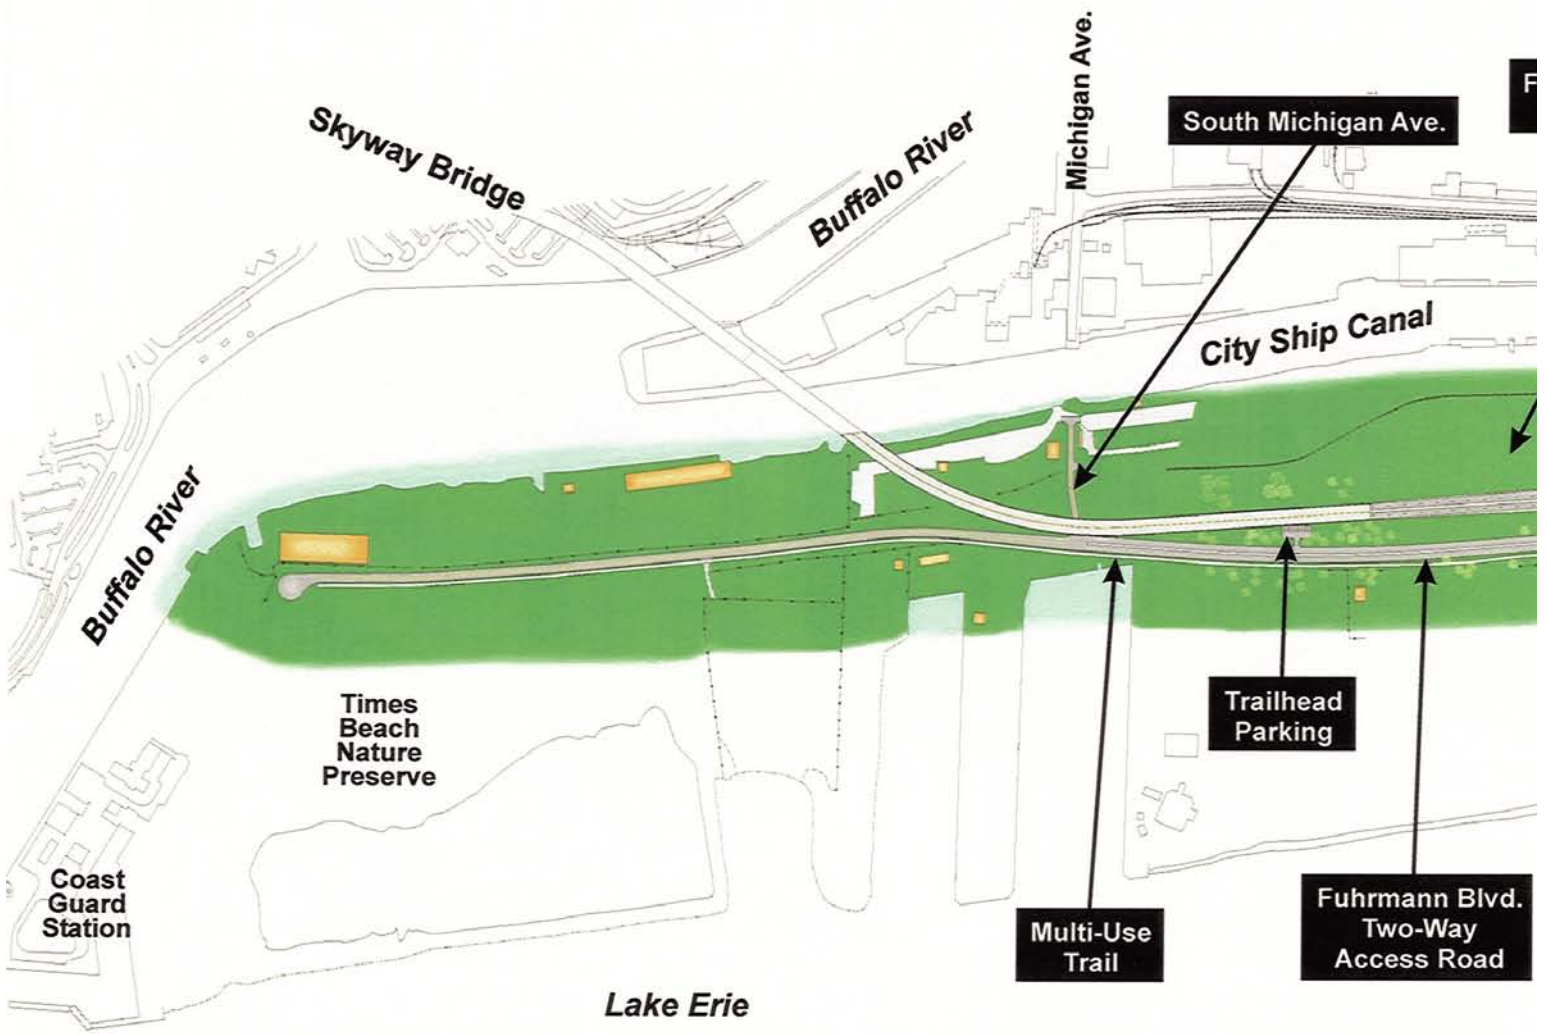 Michigan Ave.
South Michigan Ave.
F
Skyway Bridge
Buffalo River
City Ship Canal
Buffalo River
Times
Beach
Nature
Preserve
Trailhead
Parking
Coast
Guard
Station
Multi-Use
Trail
Fuhrmann Blvd.
Two-Way
Access Road
Lake Erie